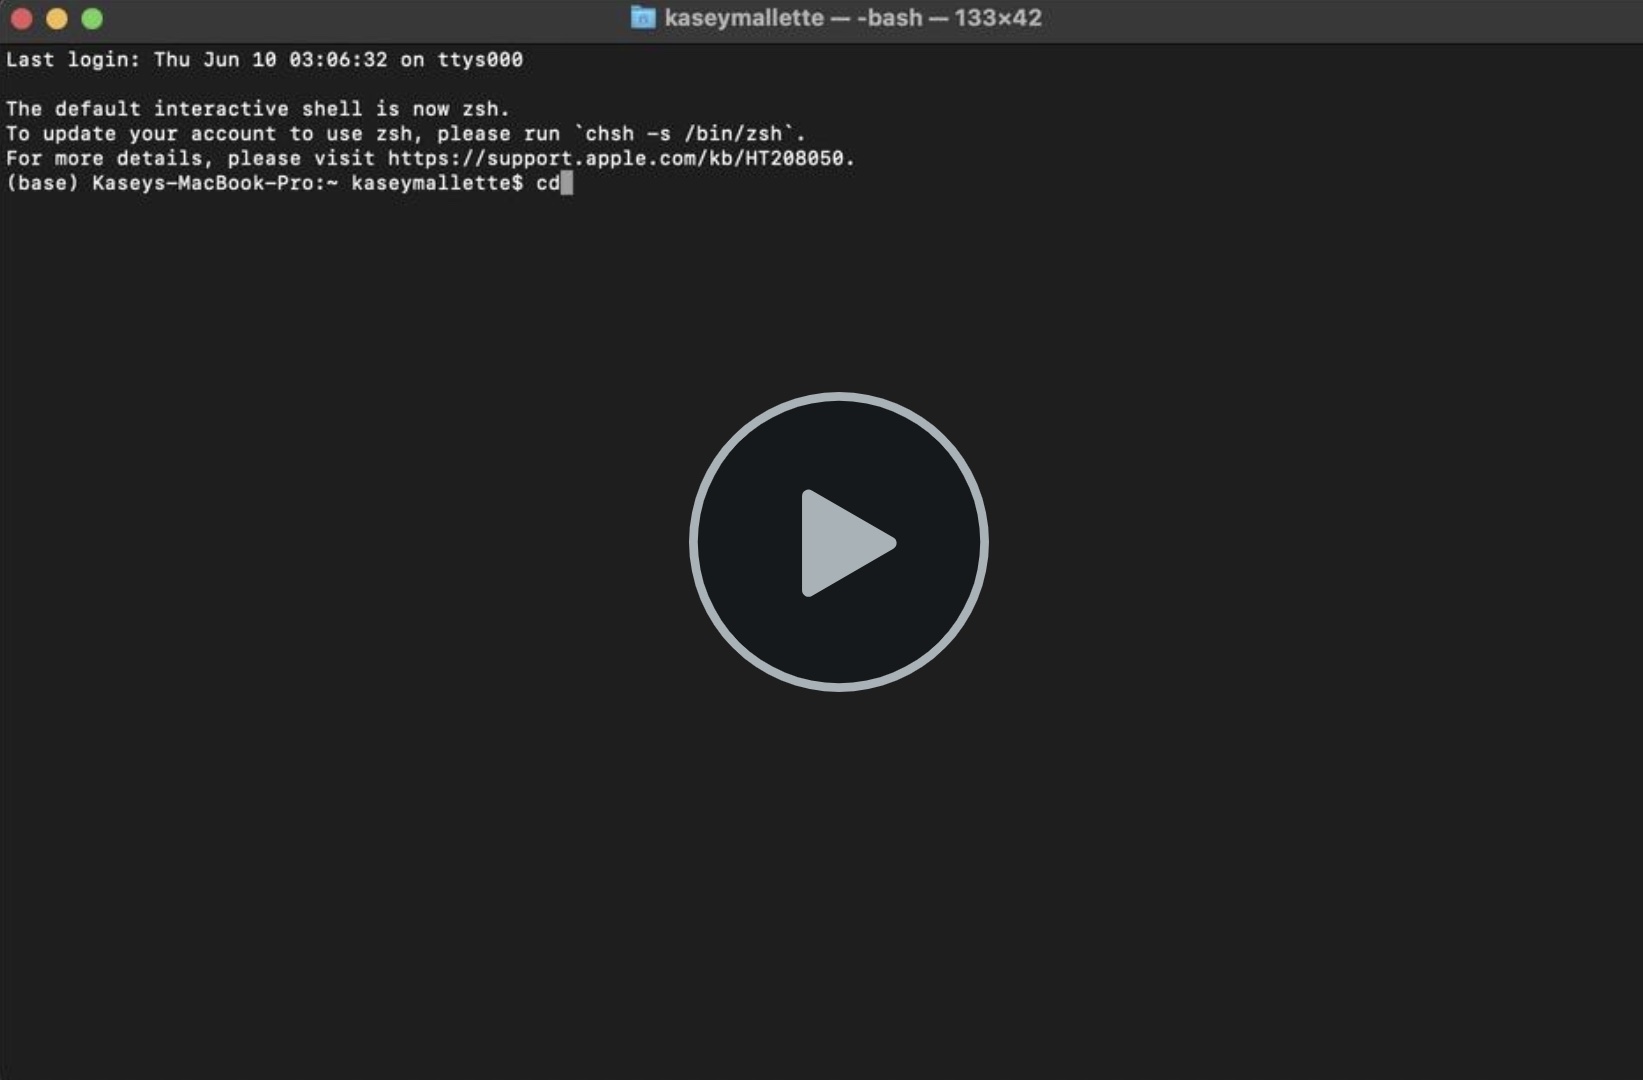 kaseymallette — -bash — 133×42
Last login: Thu Jun 10 03:06:32 on ttys000
The default interactive shell is now zsh.
To update your account to use zsh, please run `chsh -s /bin/zsh`.
For more details, please visit https://support.apple.com/kb/HT208050.
(base) Kaseys-MacBook-Pro:~ kaseymallette$ cd